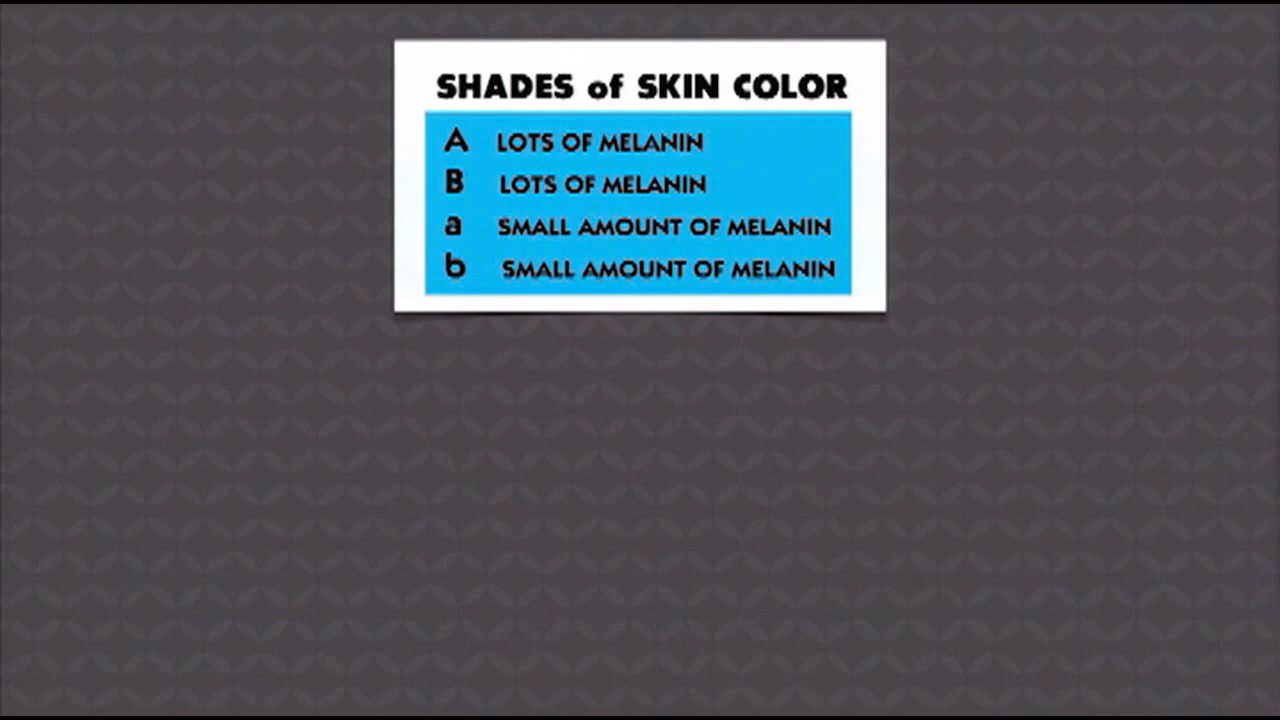 SHADES of SKIN COLOR
A LOTS OF MELANIN
B LOTS OF MELANIN
a SMALL AMOUNT OF MELANIN
b SMALL AMOUNT OF MELANIN